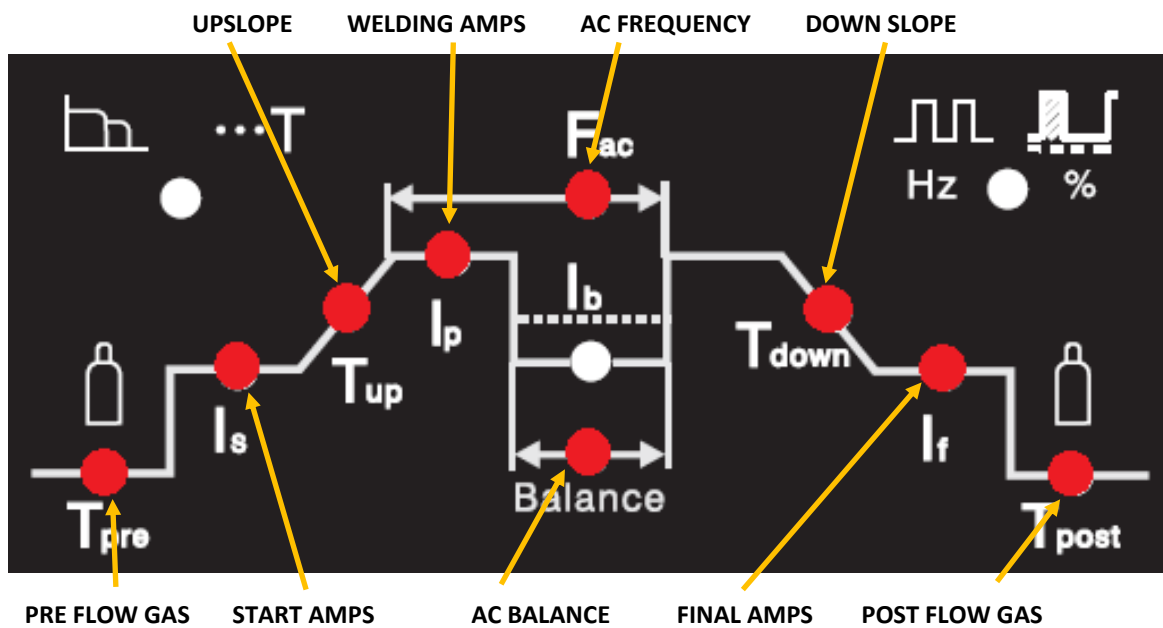 UPSLOPE WELDING AMPS AC FREQUENCY DOWN SLOPE
...T Fac
Hz %
Ip Ib
Tup Tdown
Is If
Balance
Tpre Tpost
PRE FLOW GAS START AMPS AC BALANCE FINAL AMPS POST FLOW GAS